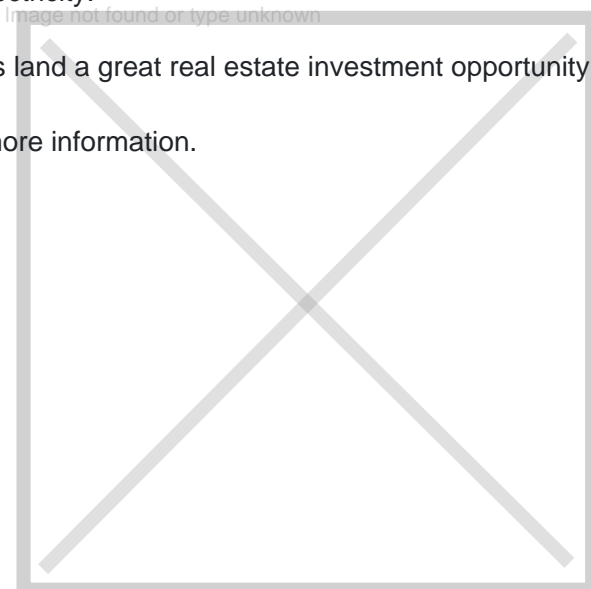 Image not found or type unknown
s land a great real estate investment opportunity
ore information.